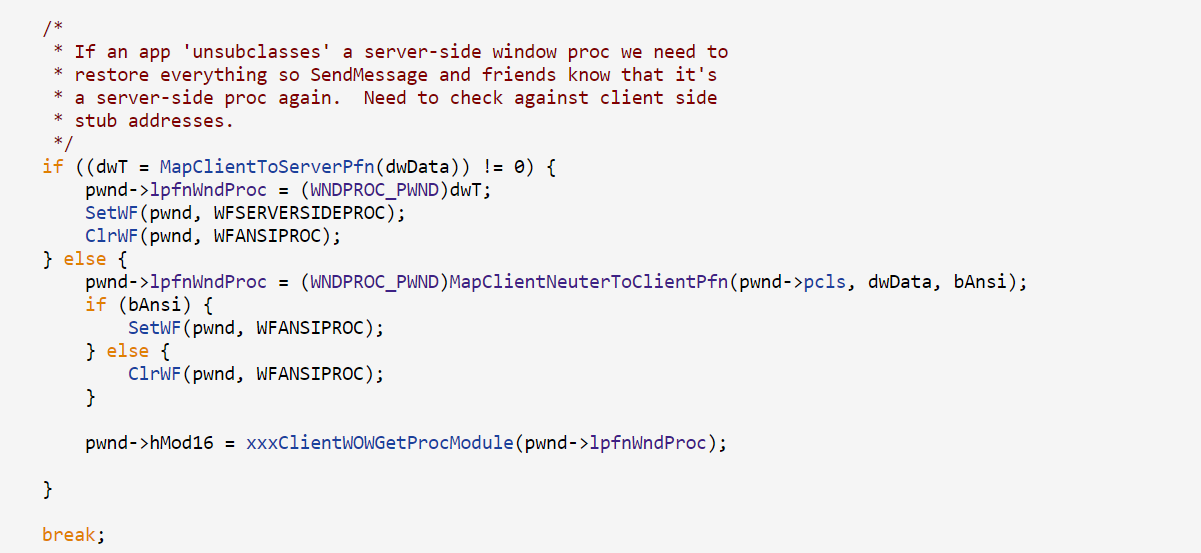 /*
 * If an app 'unsubclasses' a server-side window proc we need to
 * restore everything so SendMessage and friends know that it's
 * a server-side proc again.  Need to check against client side
 * stub addresses.
 */
if ((dwT = MapClientToServerPfn(dwData)) != 0) {
    pwnd->lpfnWndProc = (WNDPROC_PWND)dwT;
    SetWF(pwnd, WFSERVERSIDEPROC);
    ClrWF(pwnd, WFANSIPROC);
} else {
    pwnd->lpfnWndProc = (WNDPROC_PWND)MapClientNeuterToClientPfn(pwnd->pcls, dwData, bAnsi);
    if (bAnsi) {
        SetWF(pwnd, WFANSIPROC);
    } else {
        ClrWF(pwnd, WFANSIPROC);
    }
    pwnd->hMod16 = xxxClientWOWGetProcModule(pwnd->lpfnWndProc);
}
break;